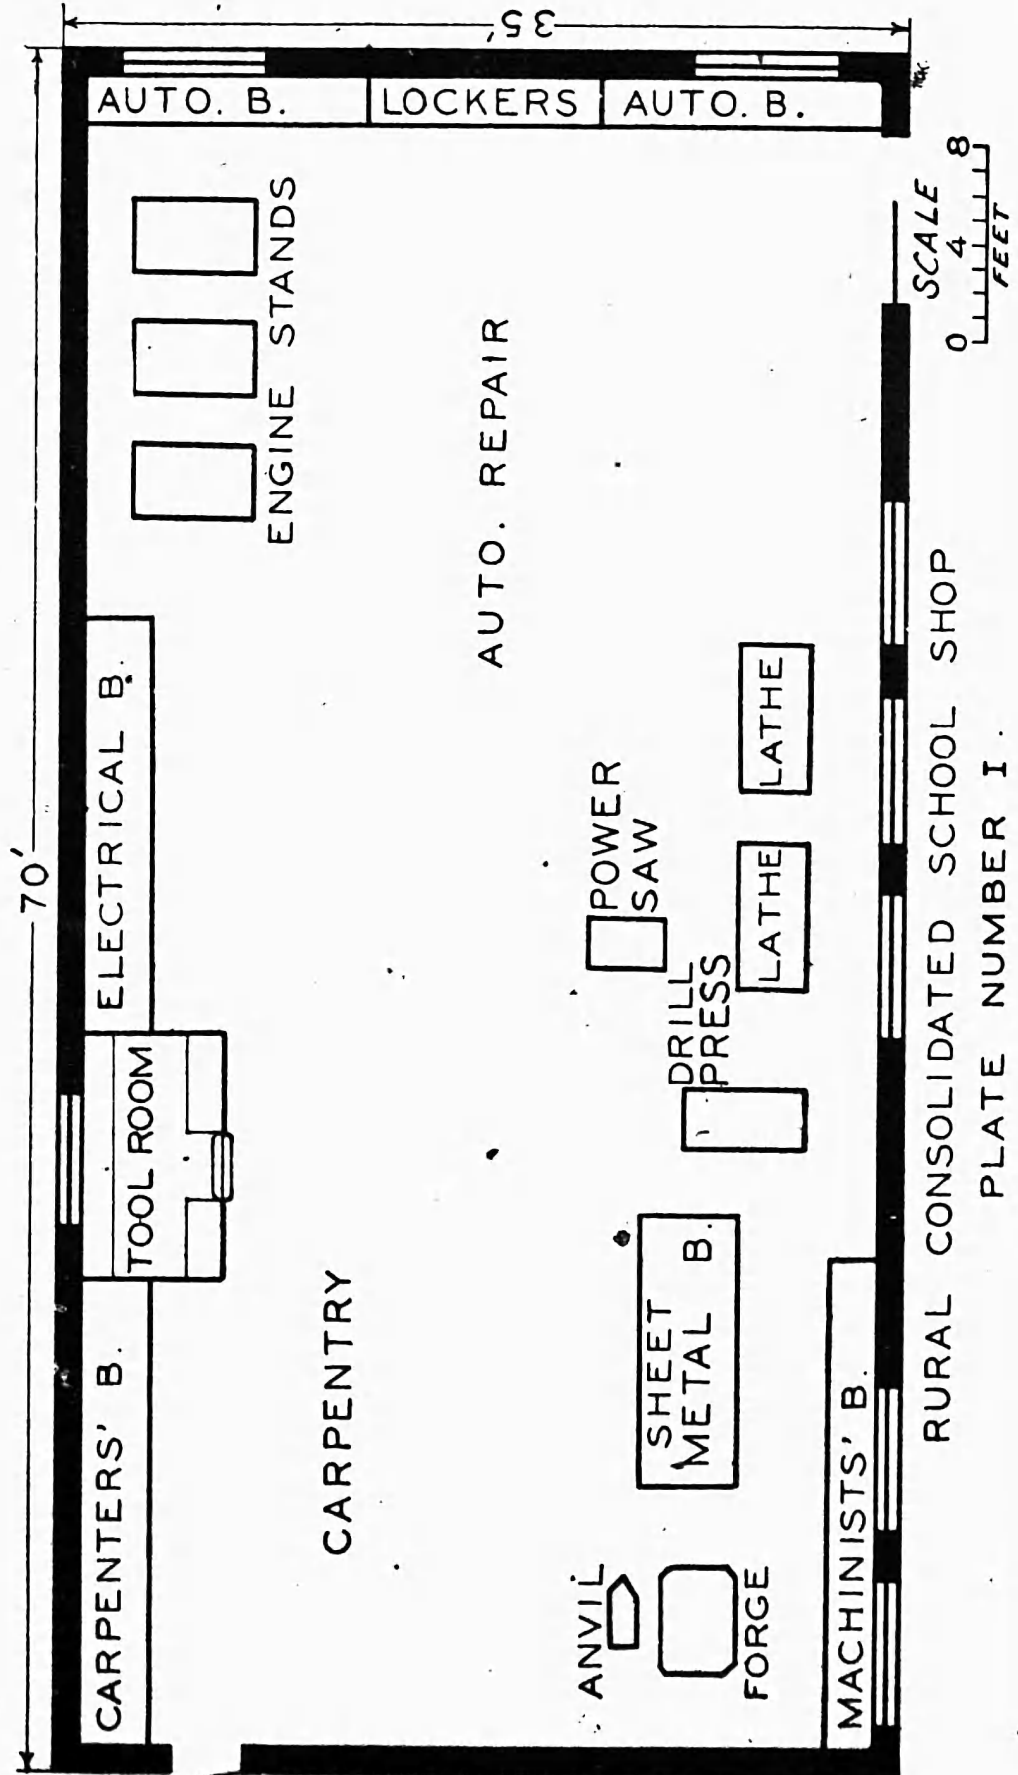 70'
35'
CARPENTERS' B.
TOOL ROOM
ELECTRICAL B.
ENGINE STANDS
AUTO. B.
LOCKERS
AUTO. B.
CARPENTRY
AUTO. REPAIR
ANVIL
FORGE
SHEET
METAL B.
DRILL
PRESS
POWER
SAW
LATHE
LATHE
MACHINISTS' B.
SCALE
0 4 8
FEET
RURAL CONSOLIDATED SCHOOL SHOP
PLATE NUMBER I.